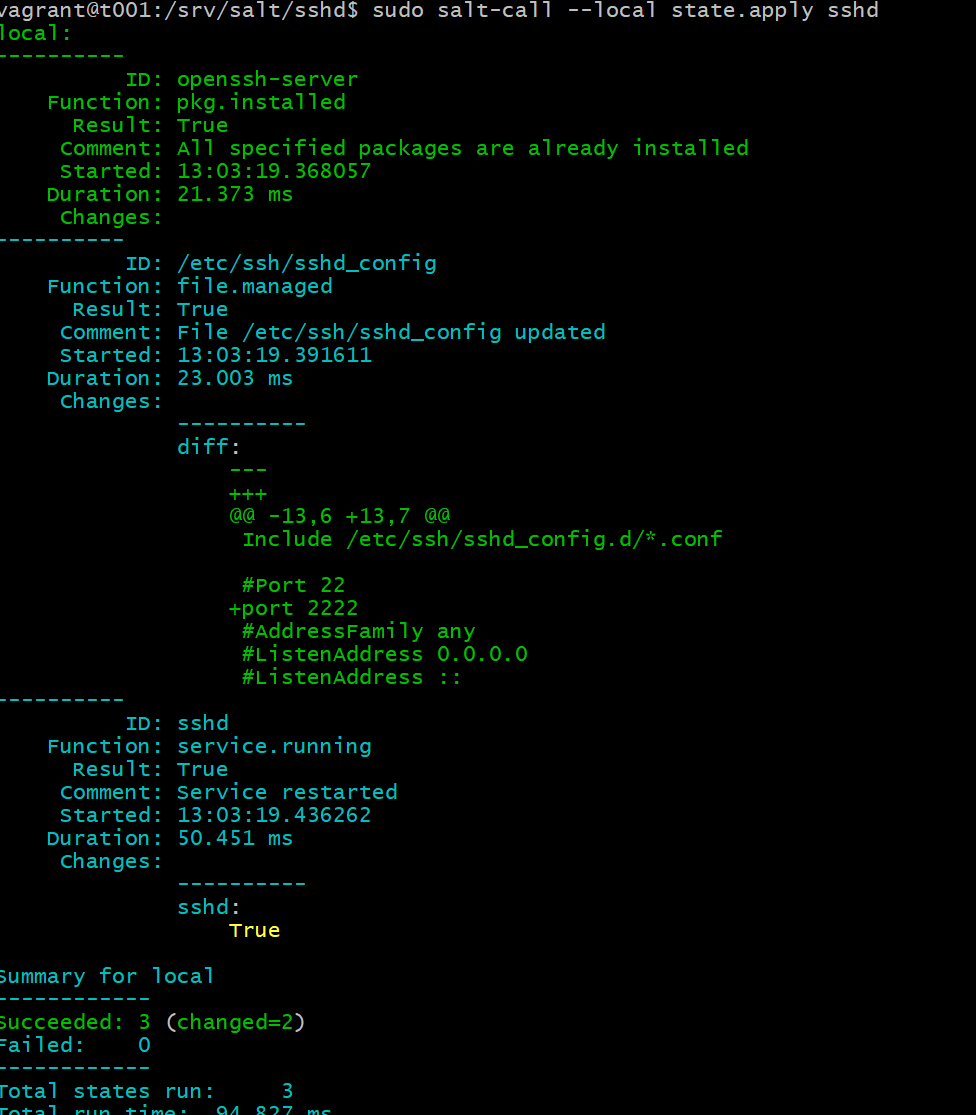 vagrant@t001:/srv/salt/sshd$ sudo salt-call --local state.apply sshd
local:
----------
          ID: openssh-server
    Function: pkg.installed
      Result: True
     Comment: All specified packages are already installed
     Started: 13:03:19.368057
    Duration: 21.373 ms
     Changes:
----------
          ID: /etc/ssh/sshd_config
    Function: file.managed
      Result: True
     Comment: File /etc/ssh/sshd_config updated
     Started: 13:03:19.391611
    Duration: 23.003 ms
     Changes:
              ----------
              diff:
                  ---
                  +++
                  @@ -13,6 +13,7 @@
                   Include /etc/ssh/sshd_config.d/*.conf

                   #Port 22
                  +port 2222
                   #AddressFamily any
                   #ListenAddress 0.0.0.0
                   #ListenAddress ::
----------
          ID: sshd
    Function: service.running
      Result: True
     Comment: Service restarted
     Started: 13:03:19.436262
    Duration: 50.451 ms
     Changes:
              ----------
              sshd:
                  True

Summary for local
------------
Succeeded: 3 (changed=2)
Failed:    0
------------
Total states run:     3
Total run time:  94.827 ms